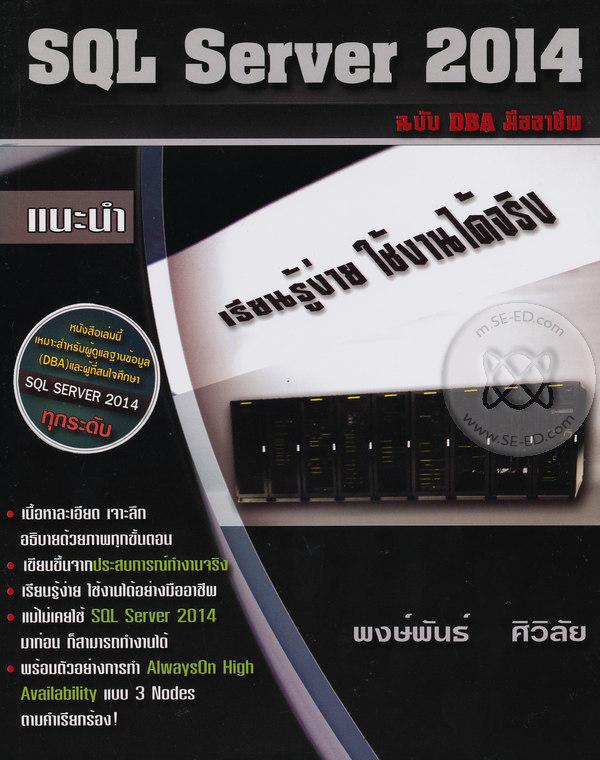 SQL Server 2014
ฉบับ DBA มืออาชีพ
แนะนำ
เรียนรู้ง่าย ใช้งานได้จริง
หนังสือเล่มนี้
เหมาะสำหรับผู้ดูแลฐานข้อมูล
(DBA)และผู้ที่สนใจศึกษา
SQL SERVER 2014
ทุกระดับ
m.SE-ED.com
www.SE-ED.com
• เนื้อหาละเอียด เจาะลึก
อธิบายด้วยภาพทุกขั้นตอน
• เขียนขึ้นจากประสบการณ์ทำงานจริง
• เรียนรู้ง่าย ใช้งานได้อย่างมืออาชีพ
• แม้ไม่เคยใช้ SQL Server 2014
มาก่อน ก็สามารถทำงานได้
• พร้อมตัวอย่างการทำ AlwaysOn High
Availability แบบ 3 Nodes
ตามคำเรียกร้อง!
พงษ์พันธ์ ศิวิลัย